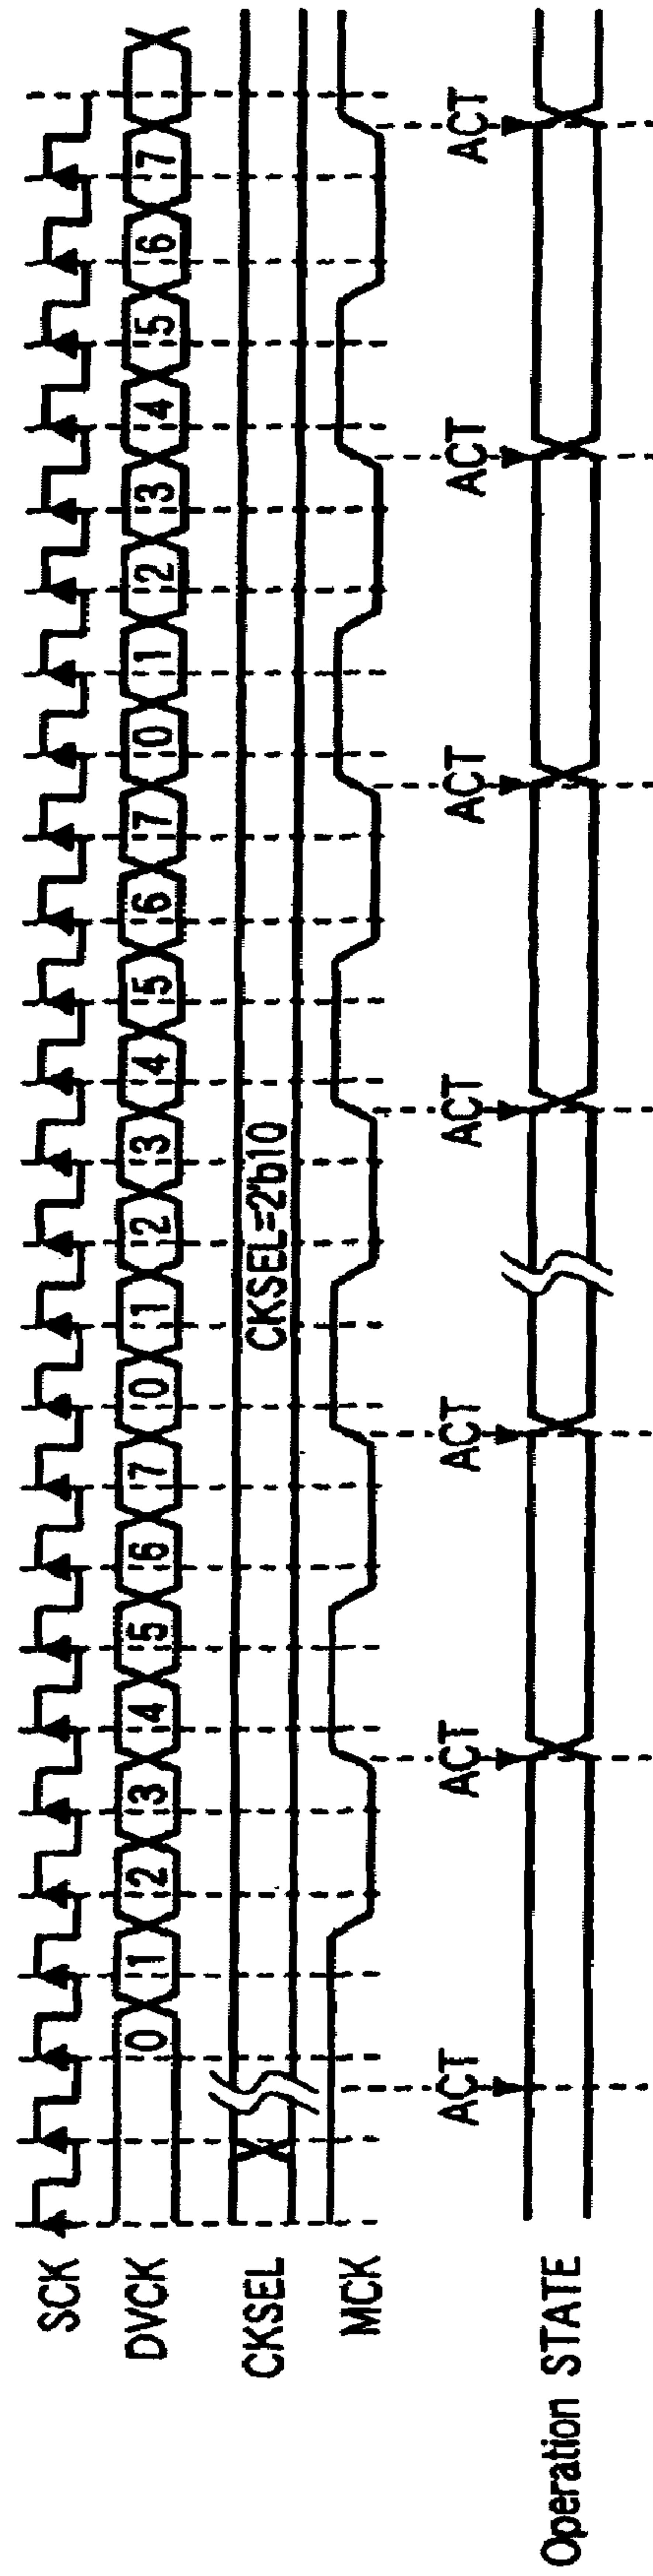 SCK
DVCK 0 1 2 3 4 5 6 7 0 1 2 3 4 5 6 7 0 1 2 3 4 5 6 7
CKSEL CKSEL=2'b10
MCK
ACT ACT ACT ACT ACT ACT ACT
Operation STATE